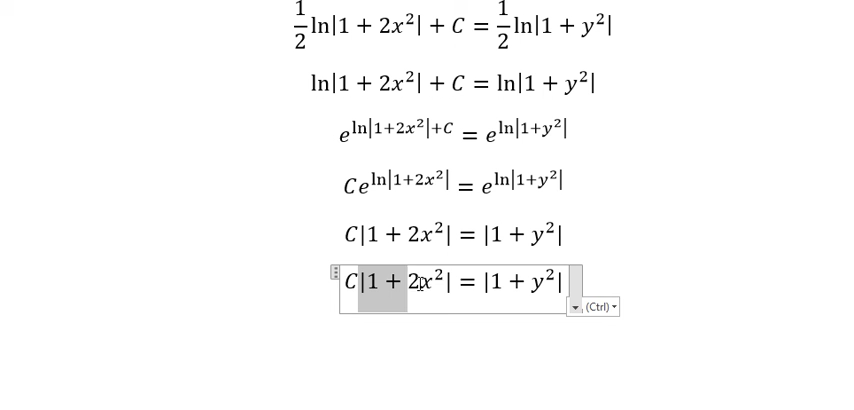 1/2 ln|1 + 2x²| + C = 1/2 ln|1 + y²|
ln|1 + 2x²| + C = ln|1 + y²|
e^(ln|1+2x²|+C) = e^(ln|1+y²|)
Ce^(ln|1+2x²|) = e^(ln|1+y²|)
C|1 + 2x²| = |1 + y²|
C|1 + 2x²| = |1 + y²|
(Ctrl)